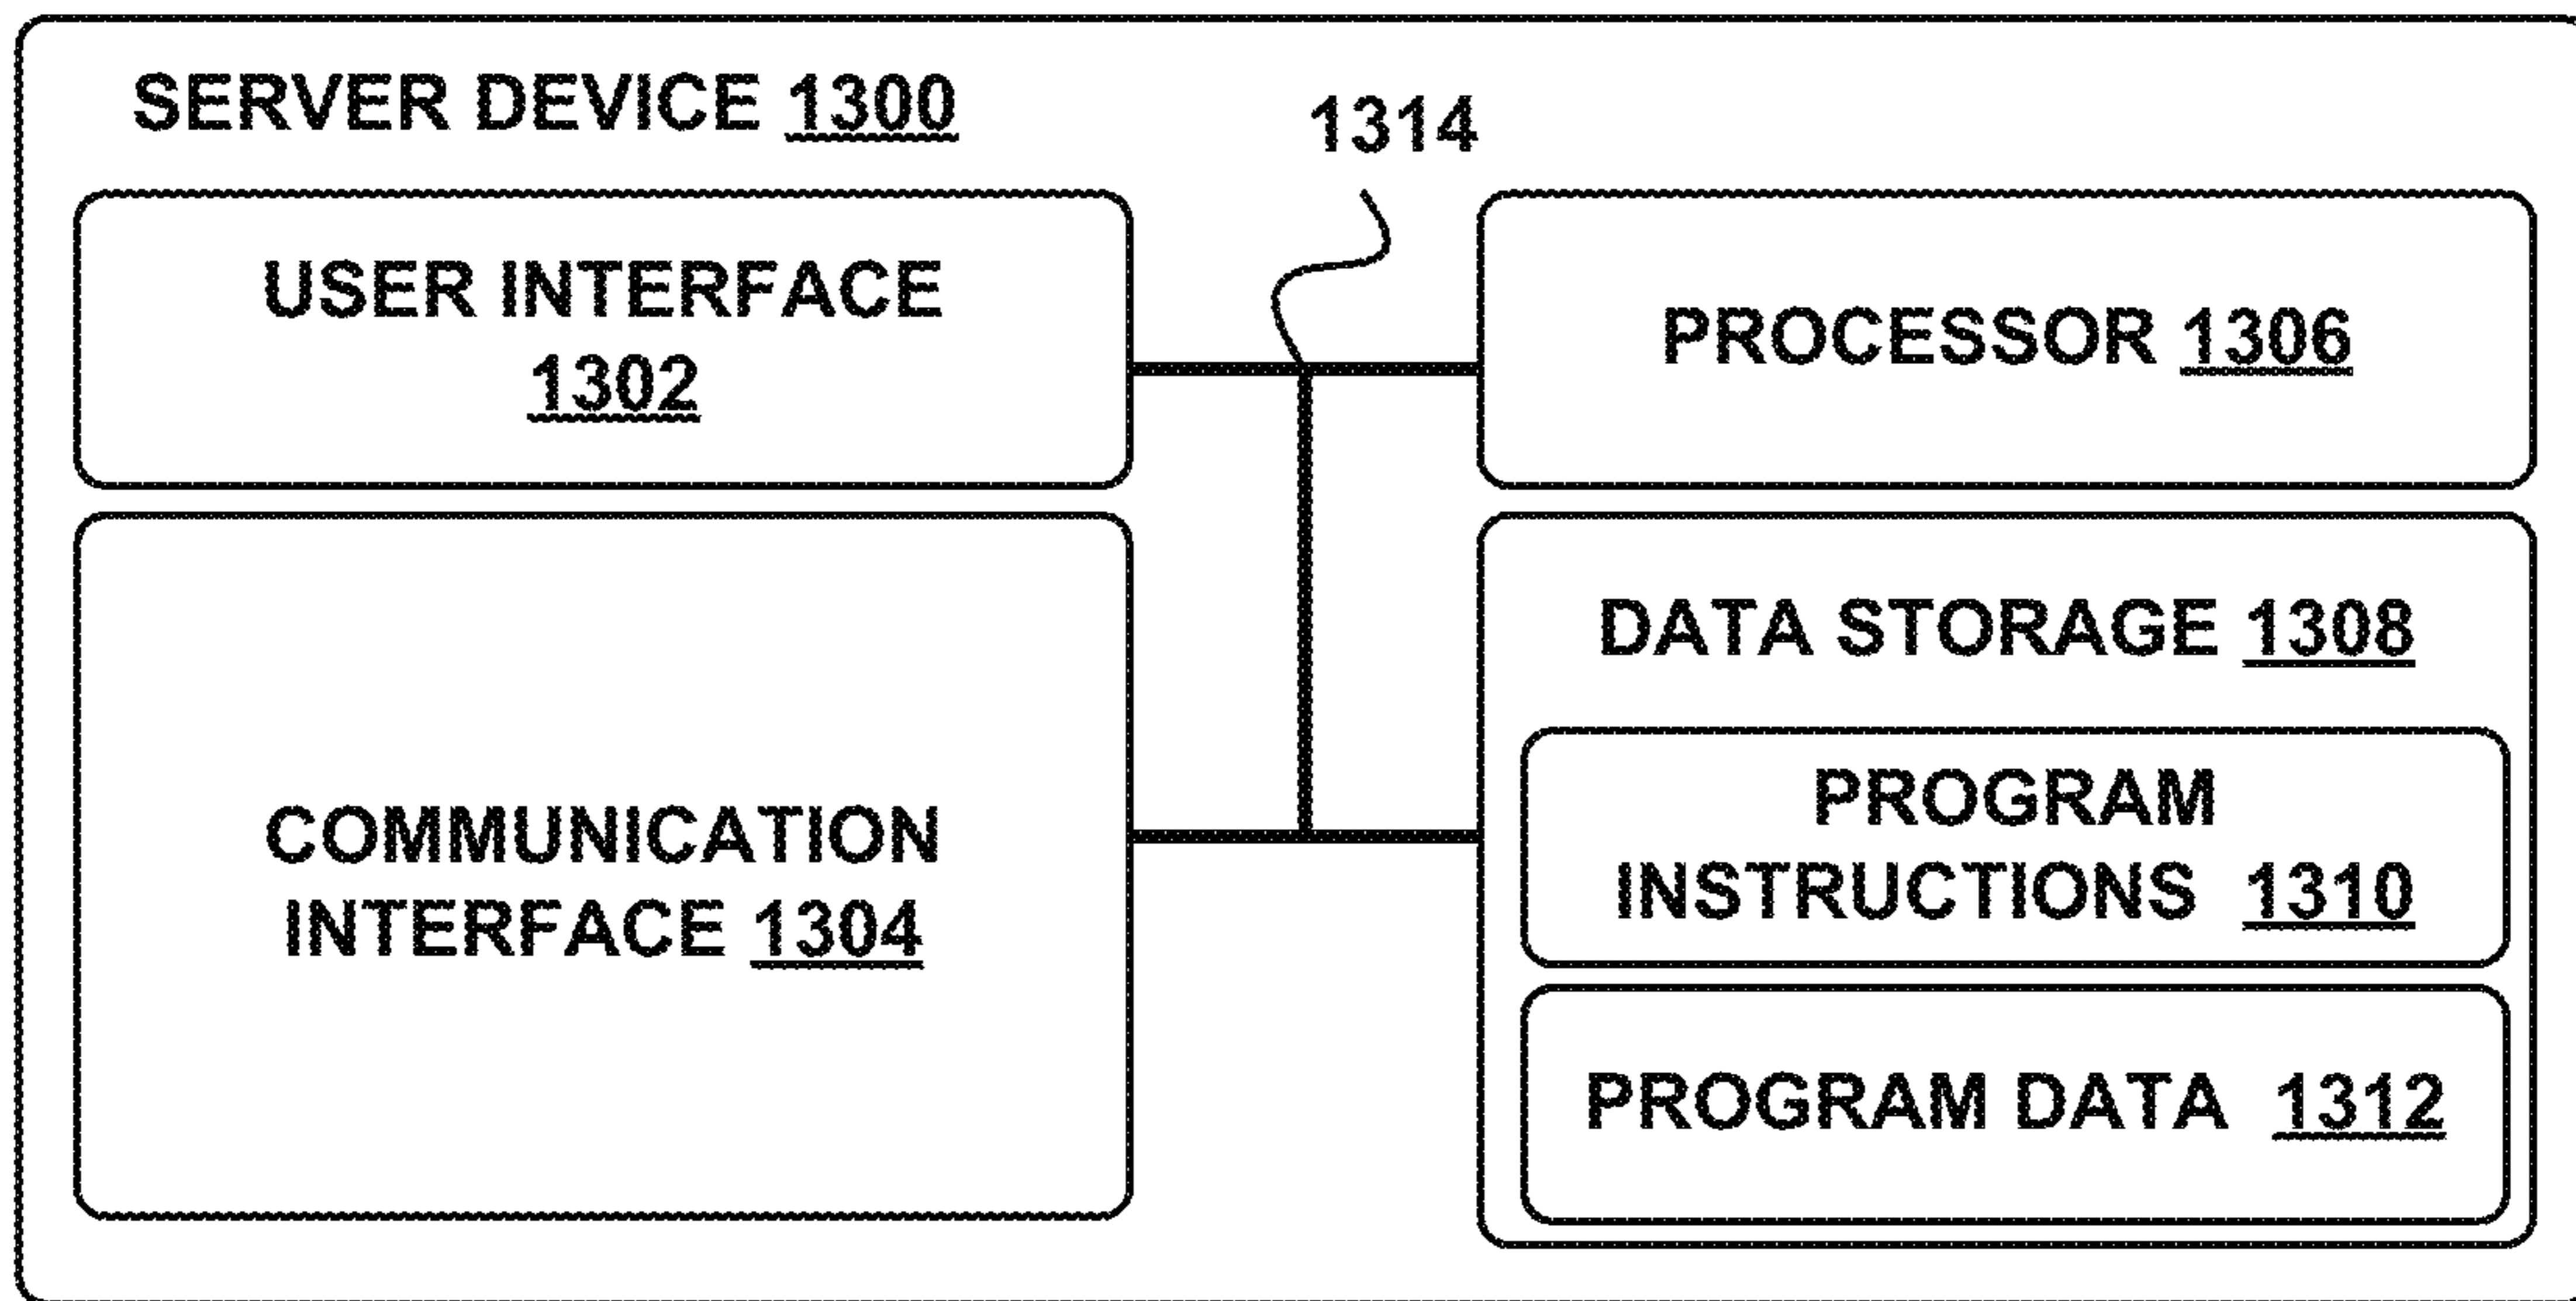 SERVER DEVICE 1300
1314
USER INTERFACE
1302
PROCESSOR 1306
COMMUNICATION
INTERFACE 1304
DATA STORAGE 1308
PROGRAM
INSTRUCTIONS 1310
PROGRAM DATA 1312